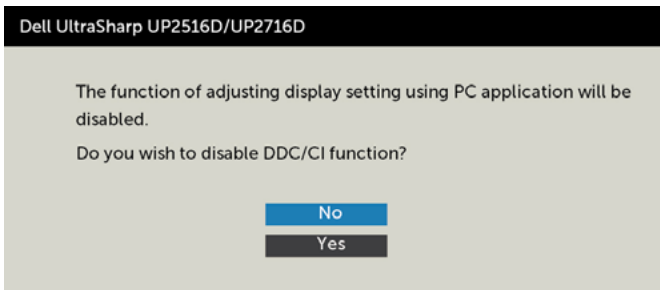 Dell UltraSharp UP2516D/UP2716D
The function of adjusting display setting using PC application will be
disabled.
Do you wish to disable DDC/CI function?
No
Yes